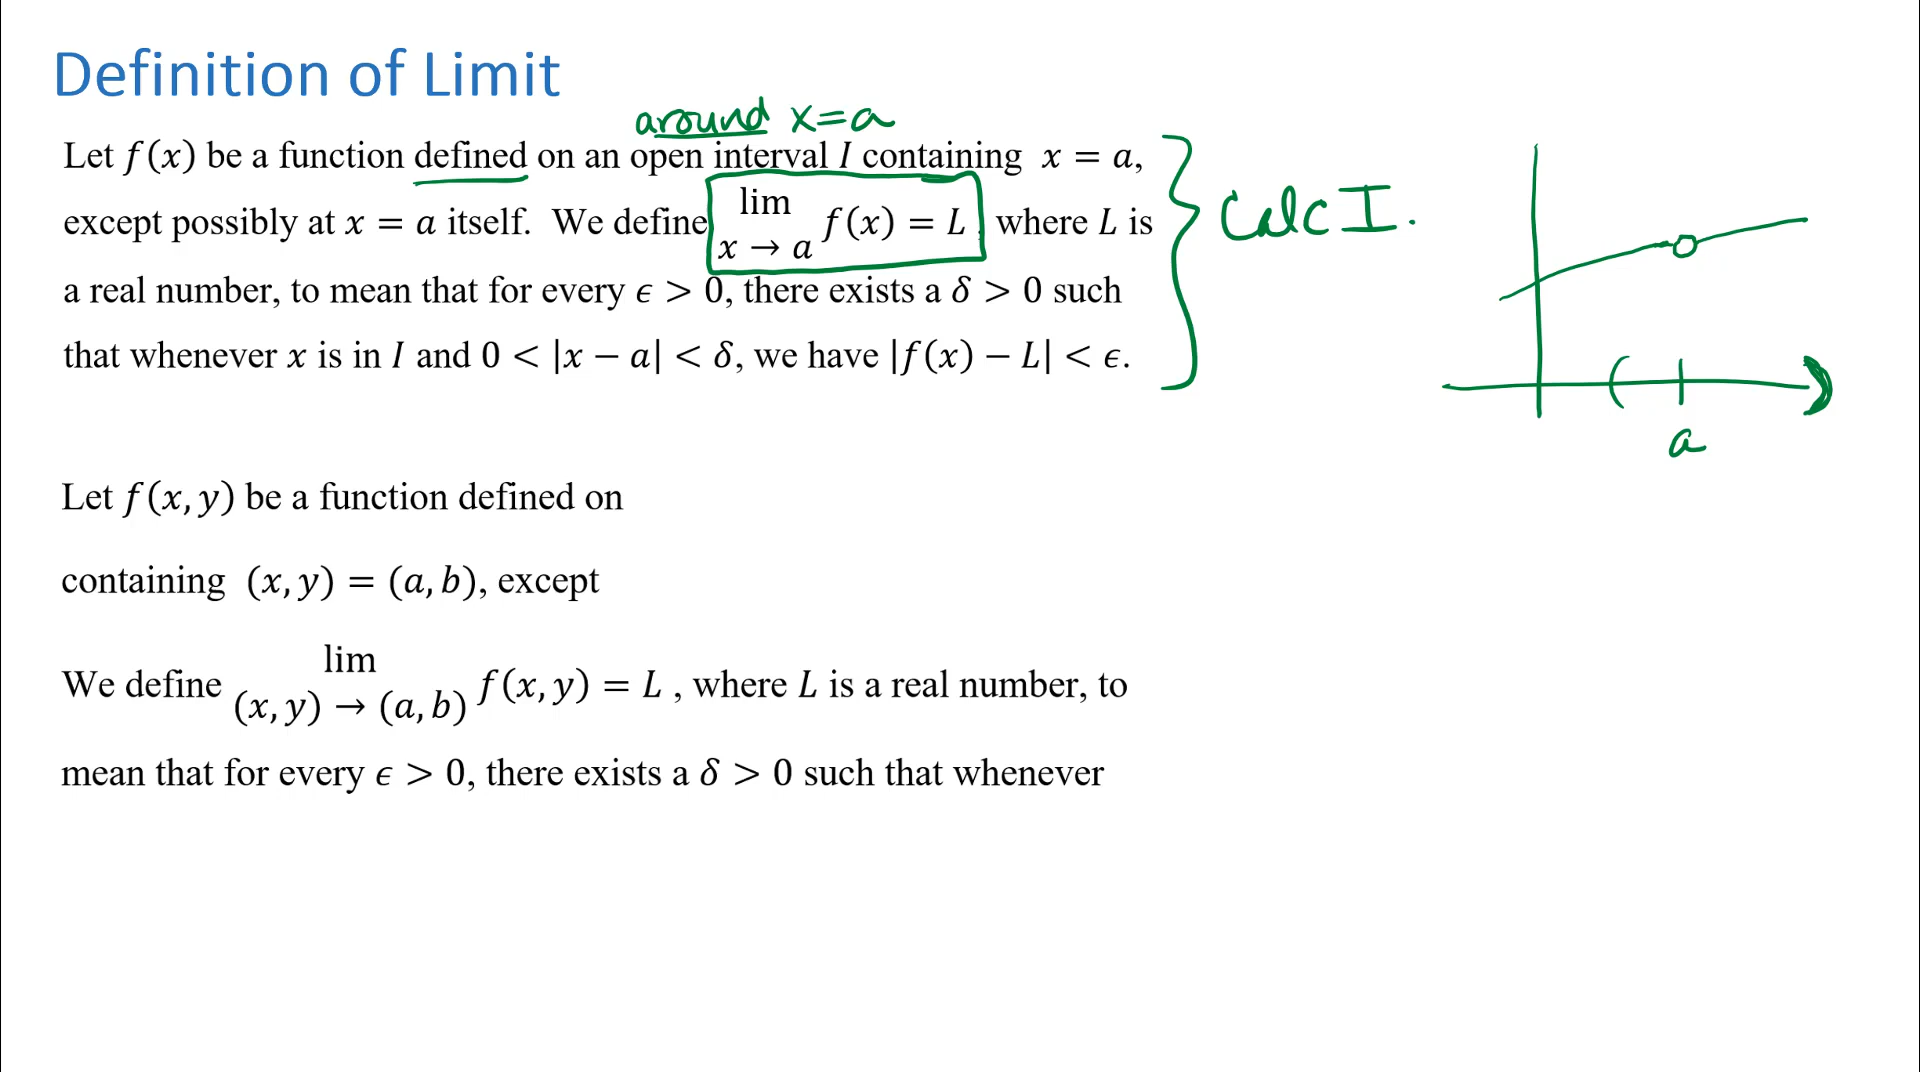 Definition of Limit
around x=a
Let f(x) be a function defined on an open interval I containing x = a,
except possibly at x = a itself. We define lim x → a f(x) = L, where L is
a real number, to mean that for every ϵ > 0, there exists a δ > 0 such
that whenever x is in I and 0 < |x − a| < δ, we have |f(x) − L| < ϵ.
Calc I.
a
Let f(x, y) be a function defined on
containing (x, y) = (a, b), except
We define lim (x, y) → (a, b) f(x, y) = L , where L is a real number, to
mean that for every ϵ > 0, there exists a δ > 0 such that whenever